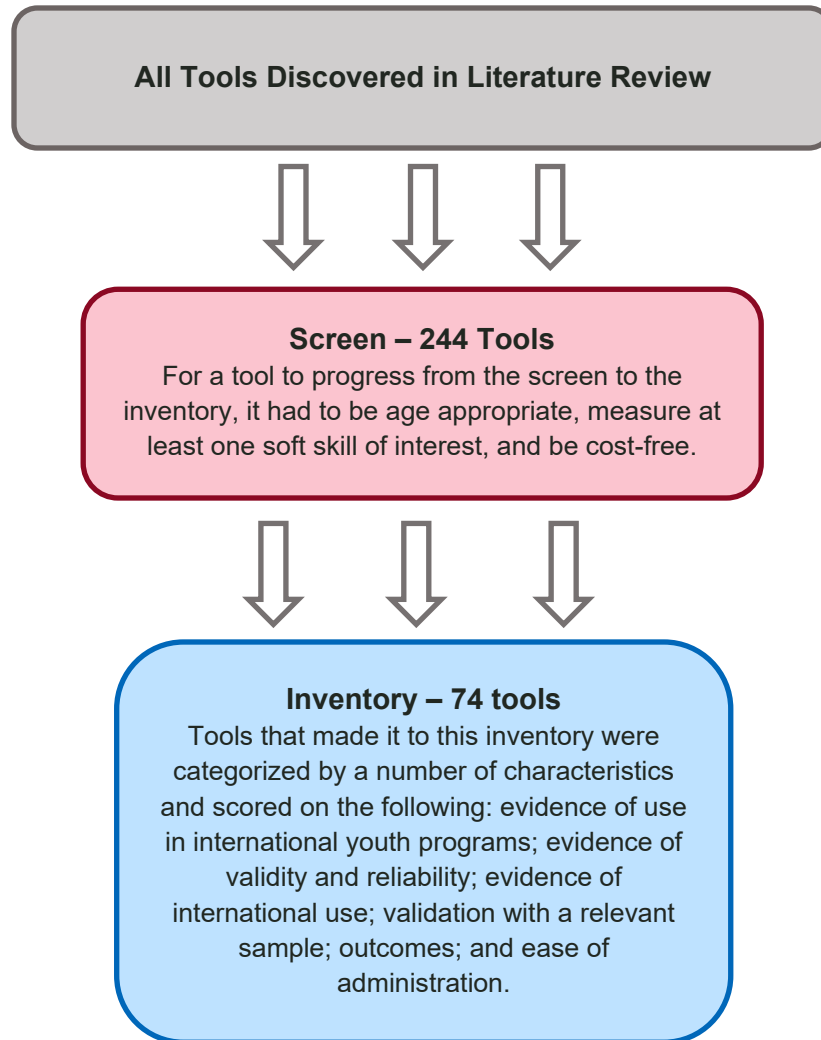 All Tools Discovered in Literature Review
Screen – 244 Tools
For a tool to progress from the screen to the
inventory, it had to be age appropriate, measure at
least one soft skill of interest, and be cost-free.
Inventory – 74 tools
Tools that made it to this inventory were
categorized by a number of characteristics
and scored on the following: evidence of use
in international youth programs; evidence of
validity and reliability; evidence of
international use; validation with a relevant
sample; outcomes; and ease of
administration.